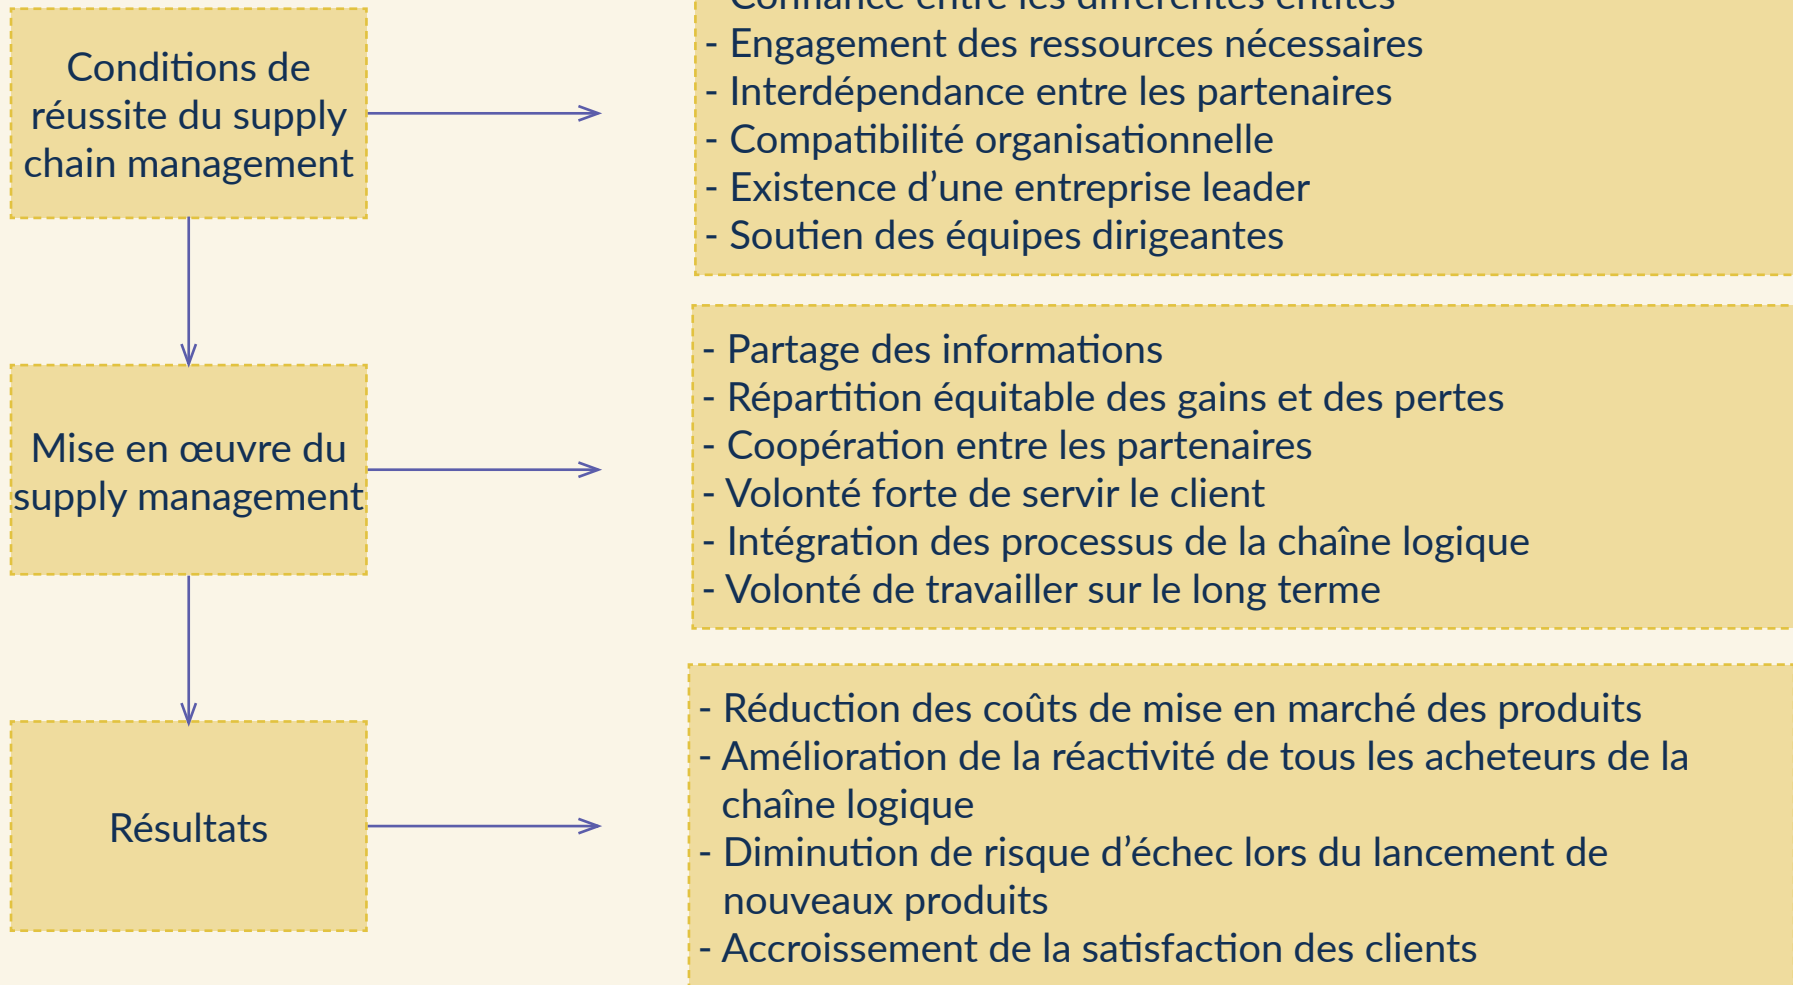 Conditions de
réussite du supply
chain management
Confiance entre les différentes entités
- Engagement des ressources nécessaires
- Interdépendance entre les partenaires
- Compatibilité organisationnelle
- Existence d’une entreprise leader
- Soutien des équipes dirigeantes
Mise en œuvre du
supply management
- Partage des informations
- Répartition équitable des gains et des pertes
- Coopération entre les partenaires
- Volonté forte de servir le client
- Intégration des processus de la chaîne logique
- Volonté de travailler sur le long terme
Résultats
- Réduction des coûts de mise en marché des produits
- Amélioration de la réactivité de tous les acheteurs de la
chaîne logique
- Diminution de risque d’échec lors du lancement de
nouveaux produits
- Accroissement de la satisfaction des clients